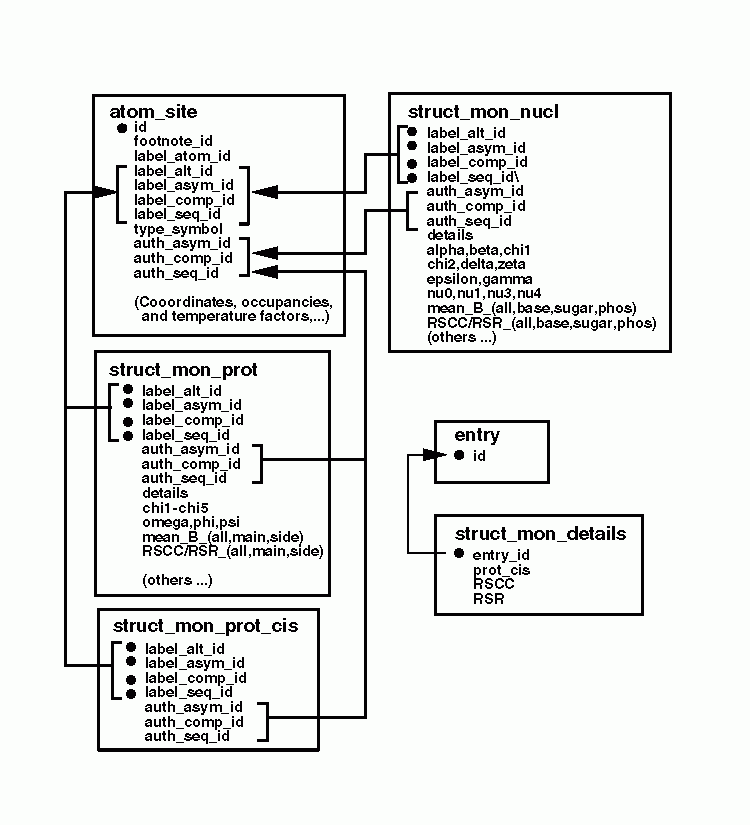 atom_site
id
footnote_id
label_atom_id
label_alt_id
label_asym_id
label_comp_id
label_seq_id
type_symbol
auth_asym_id
auth_comp_id
auth_seq_id
(Cooordinates, occupancies,
and temperature factors,...)
struct_mon_nucl
label_alt_id
label_asym_id
label_comp_id
label_seq_id\
auth_asym_id
auth_comp_id
auth_seq_id
details
alpha,beta,chi1
chi2,delta,zeta
epsilon,gamma
nu0,nu1,nu3,nu4
mean_B_(all,base,sugar,phos)
RSCC/RSR_(all,base,sugar,phos)
(others ...)
struct_mon_prot
label_alt_id
label_asym_id
label_comp_id
label_seq_id
auth_asym_id
auth_comp_id
auth_seq_id
details
chi1-chi5
omega,phi,psi
mean_B_(all,main,side)
RSCC/RSR_(all,main,side)
(others ...)
entry
id
struct_mon_details
entry_id
prot_cis
RSCC
RSR
struct_mon_prot_cis
label_alt_id
label_asym_id
label_comp_id
label_seq_id
auth_asym_id
auth_comp_id
auth_seq_id